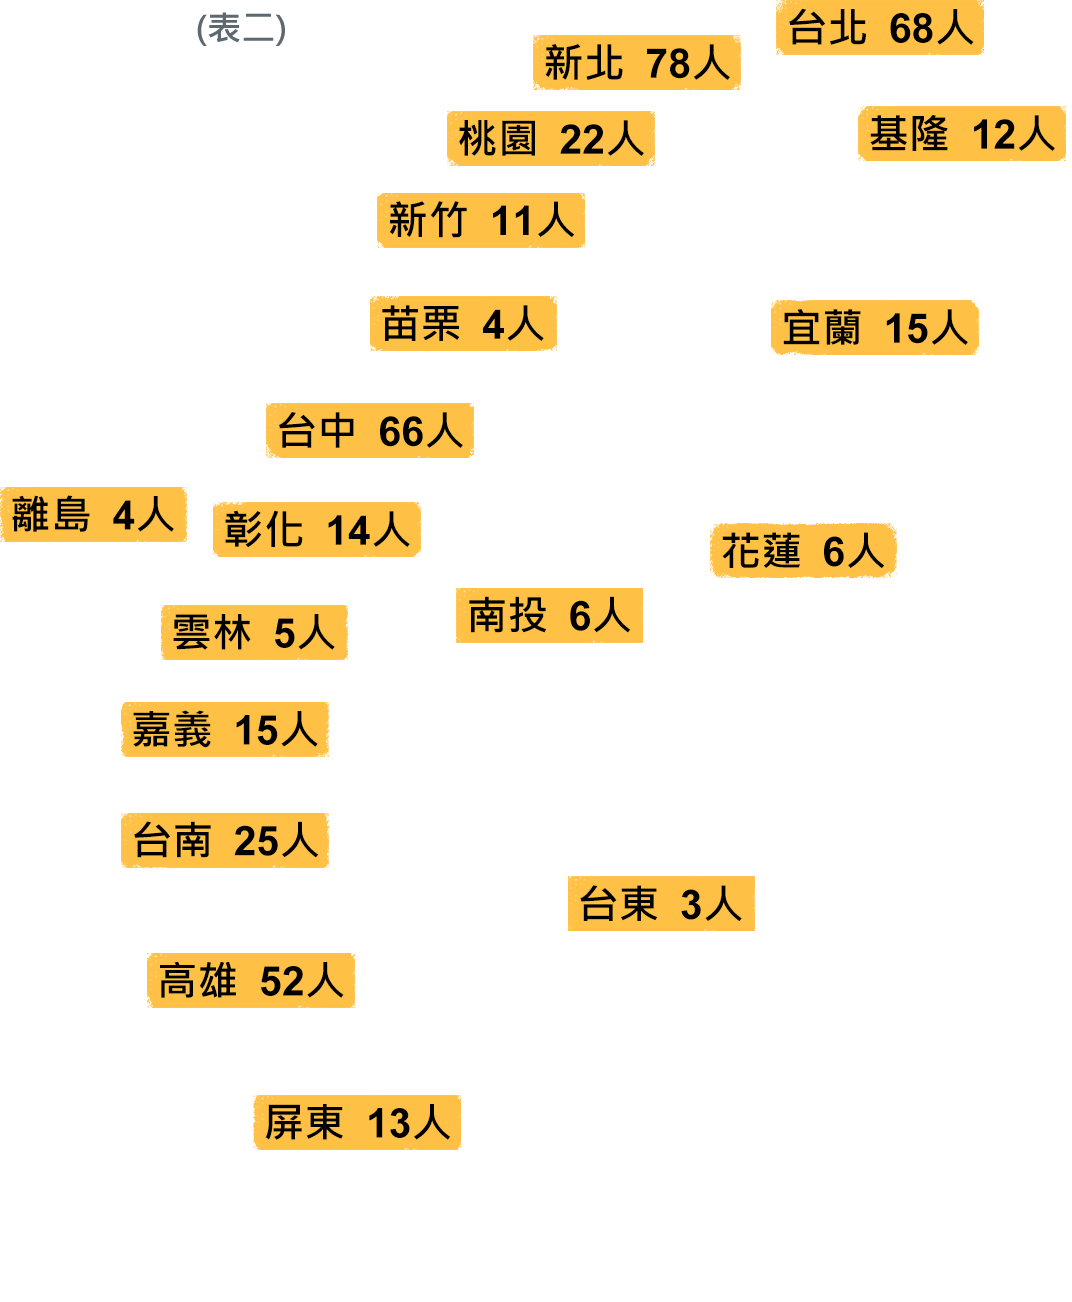 (表二)
台北 68人
新北 78人
桃園 22人
基隆 12人
新竹 11人
苗栗 4人
宜蘭 15人
台中 66人
離島 4人
彰化 14人
花蓮 6人
南投 6人
雲林 5人
嘉義 15人
台南 25人
台東 3人
高雄 52人
屏東 13人